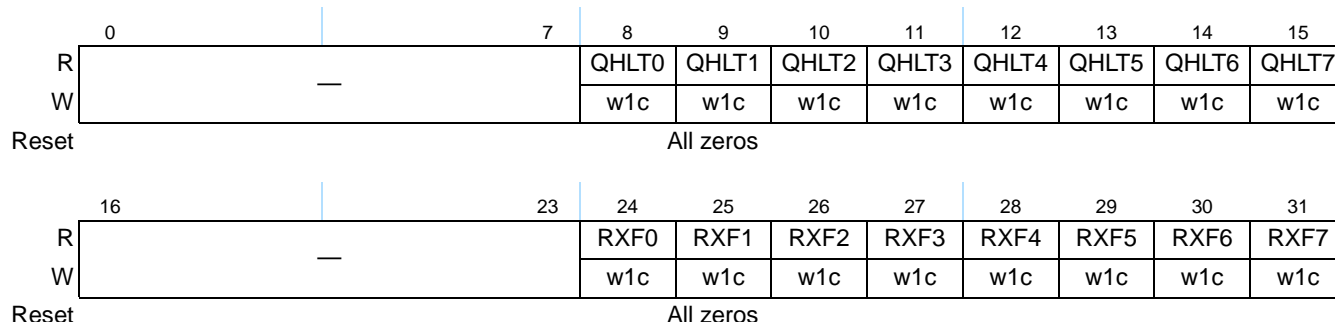 0 7 8 9 10 11 12 13 14 15
R — QHLT0 QHLT1 QHLT2 QHLT3 QHLT4 QHLT5 QHLT6 QHLT7
W w1c w1c w1c w1c w1c w1c w1c w1c
Reset All zeros
16 23 24 25 26 27 28 29 30 31
R — RXF0 RXF1 RXF2 RXF3 RXF4 RXF5 RXF6 RXF7
W w1c w1c w1c w1c w1c w1c w1c w1c
Reset All zeros